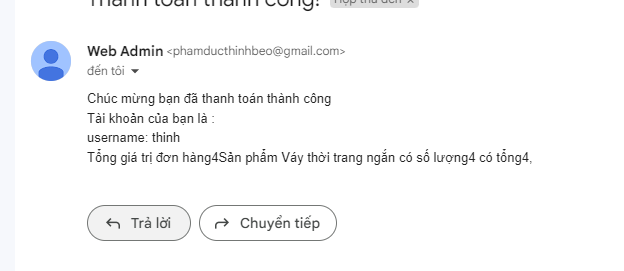 Thanh toán thành công! Hộp thư đến ×
Web Admin <phamducthinhbeo@gmail.com>
đến tôi
Chúc mừng bạn đã thanh toán thành công
Tài khoản của bạn là :
username: thinh
Tổng giá trị đơn hàng4Sản phẩm Váy thời trang ngắn có số lượng4 có tổng4,
Trả lời Chuyển tiếp